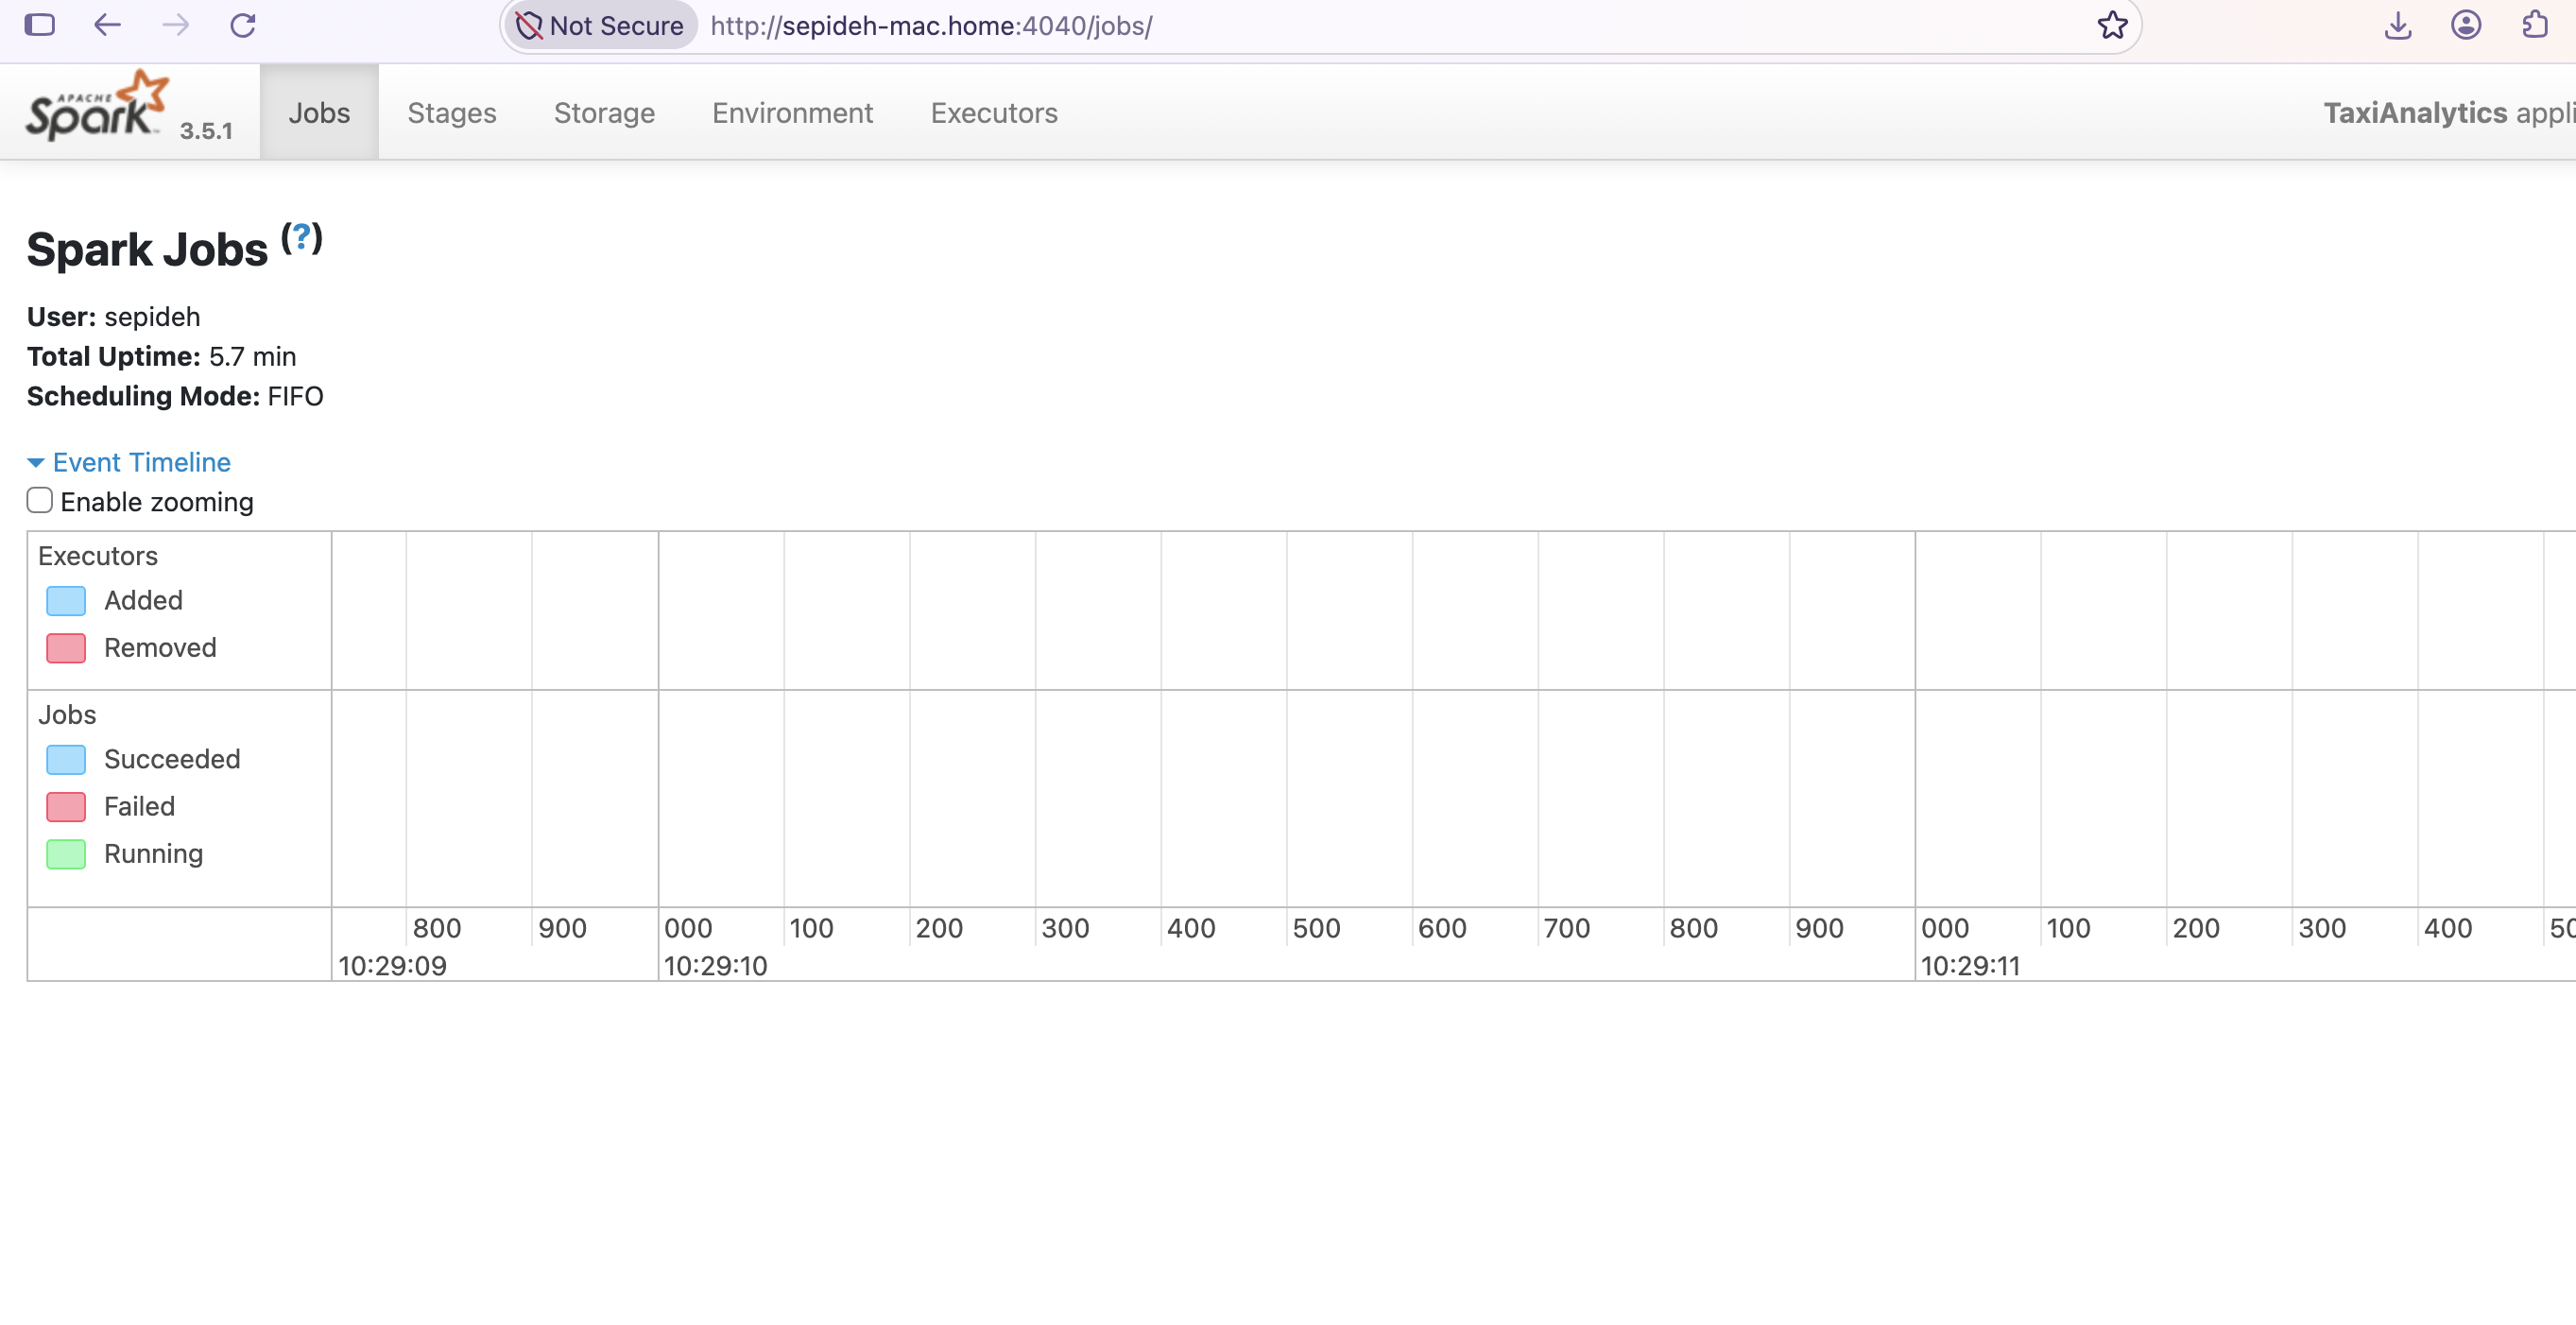 Not Secure http://sepideh-mac.home:4040/jobs/
APACHE Spark 3.5.1 Jobs Stages Storage Environment Executors TaxiAnalytics appli
Spark Jobs (?)
User: sepideh
Total Uptime: 5.7 min
Scheduling Mode: FIFO
Event Timeline
Enable zooming
Executors
Added
Removed
Jobs
Succeeded
Failed
Running
800 900 000 100 200 300 400 500 600 700 800 900 000 100 200 300 400 50
10:29:09 10:29:10 10:29:11